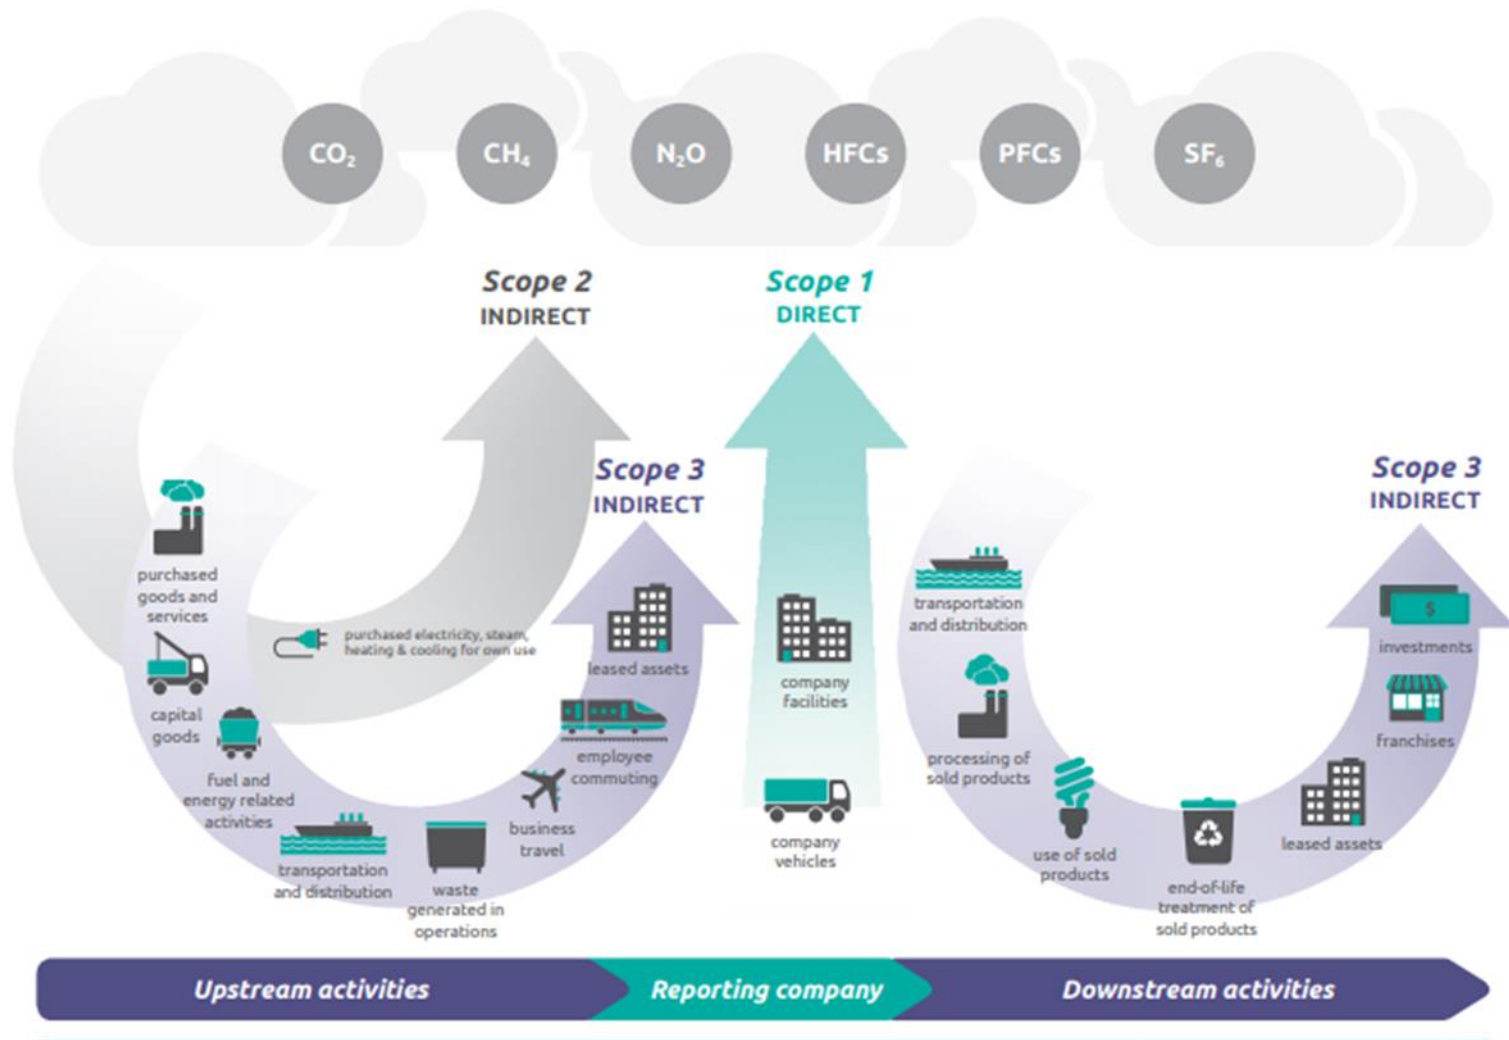 CO₂
CH₄
N₂O
HFCs
PFCs
SF₆
Scope 2
INDIRECT
Scope 1
DIRECT
Scope 3
INDIRECT
Scope 3
INDIRECT
purchased
goods and
services
capital
goods
fuel and
energy related
activities
transportation
and distribution
waste
generated in
operations
business
travel
employee
commuting
leased assets
purchased electricity, steam,
heating & cooling for own use
company
facilities
company
vehicles
transportation
and distribution
processing of
sold products
use of sold
products
end-of-life
treatment of
sold products
leased assets
franchises
investments
$
Upstream activities
Reporting company
Downstream activities